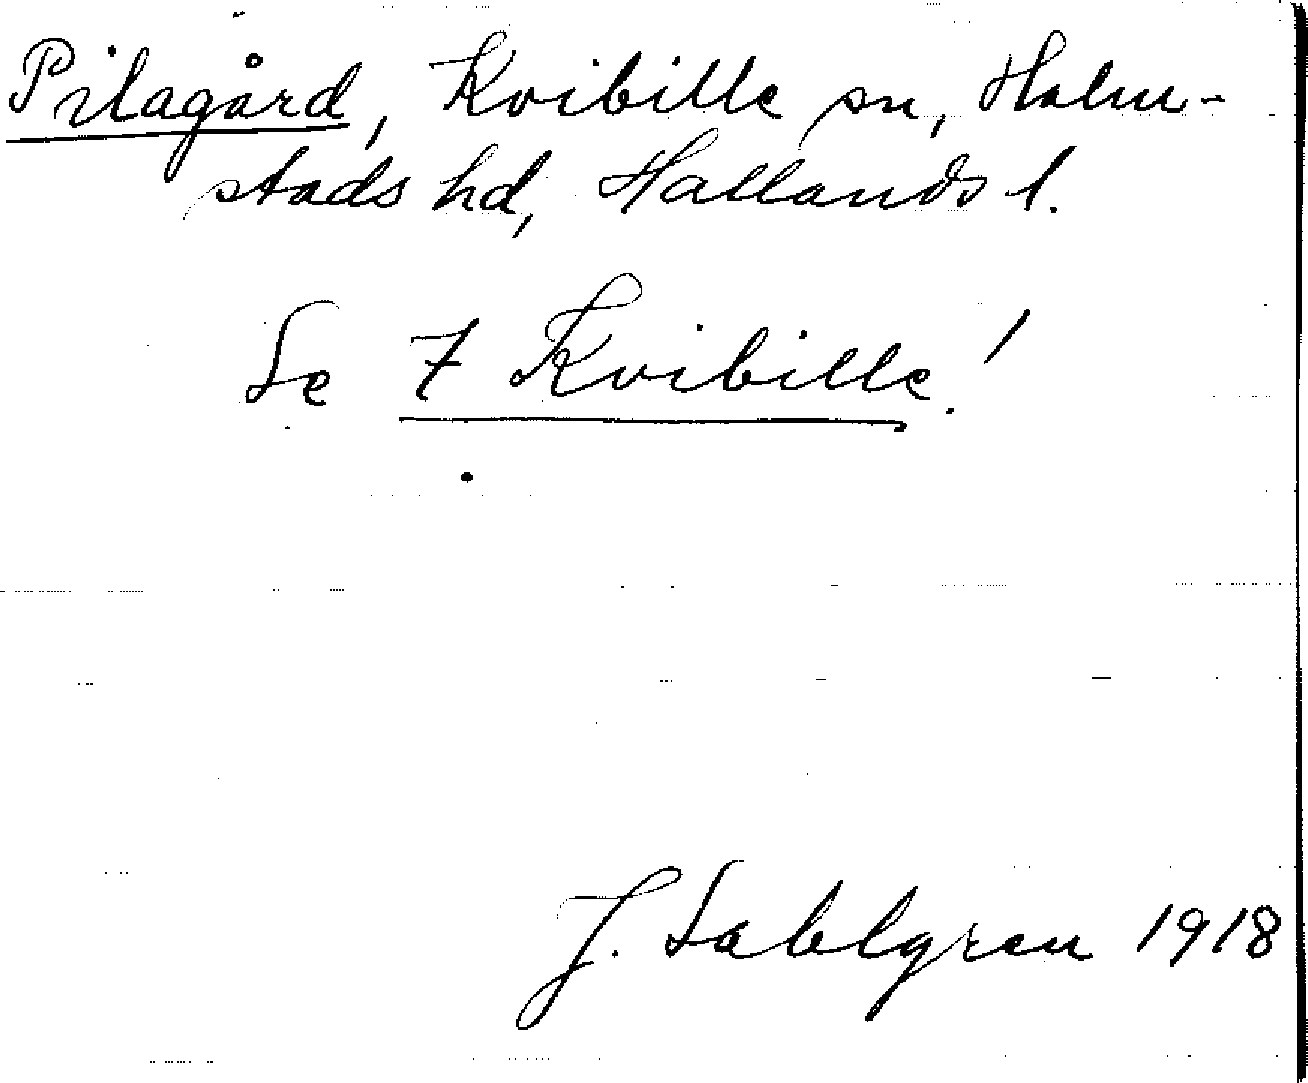 Pilagård, Kvibille sn, Halm-
stads hd, Hallands l.
Se 7 Kvibille!
J. Sahlgren 1918